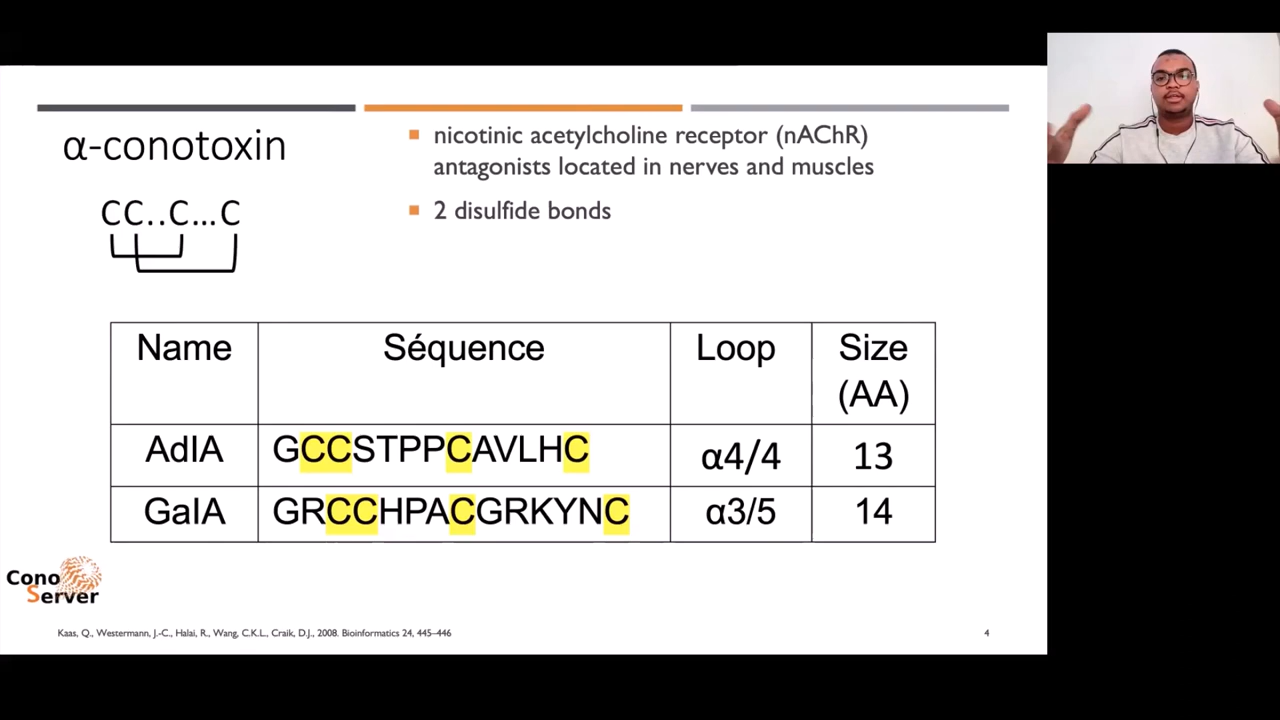 α-conotoxin
CC..C...C
nicotinic acetylcholine receptor (nAChR)
antagonists located in nerves and muscles
2 disulfide bonds
Name Séquence Loop Size
(AA)
AdIA GCCSTPPCAVLHC α4/4 13
GaIA GRCCHPACGRKYNC α3/5 14
Cono
Server
Kaas, Q., Westermann, J.-C., Halai, R., Wang, C.K.L., Craik, D.J., 2008. Bioinformatics 24, 445–446
4